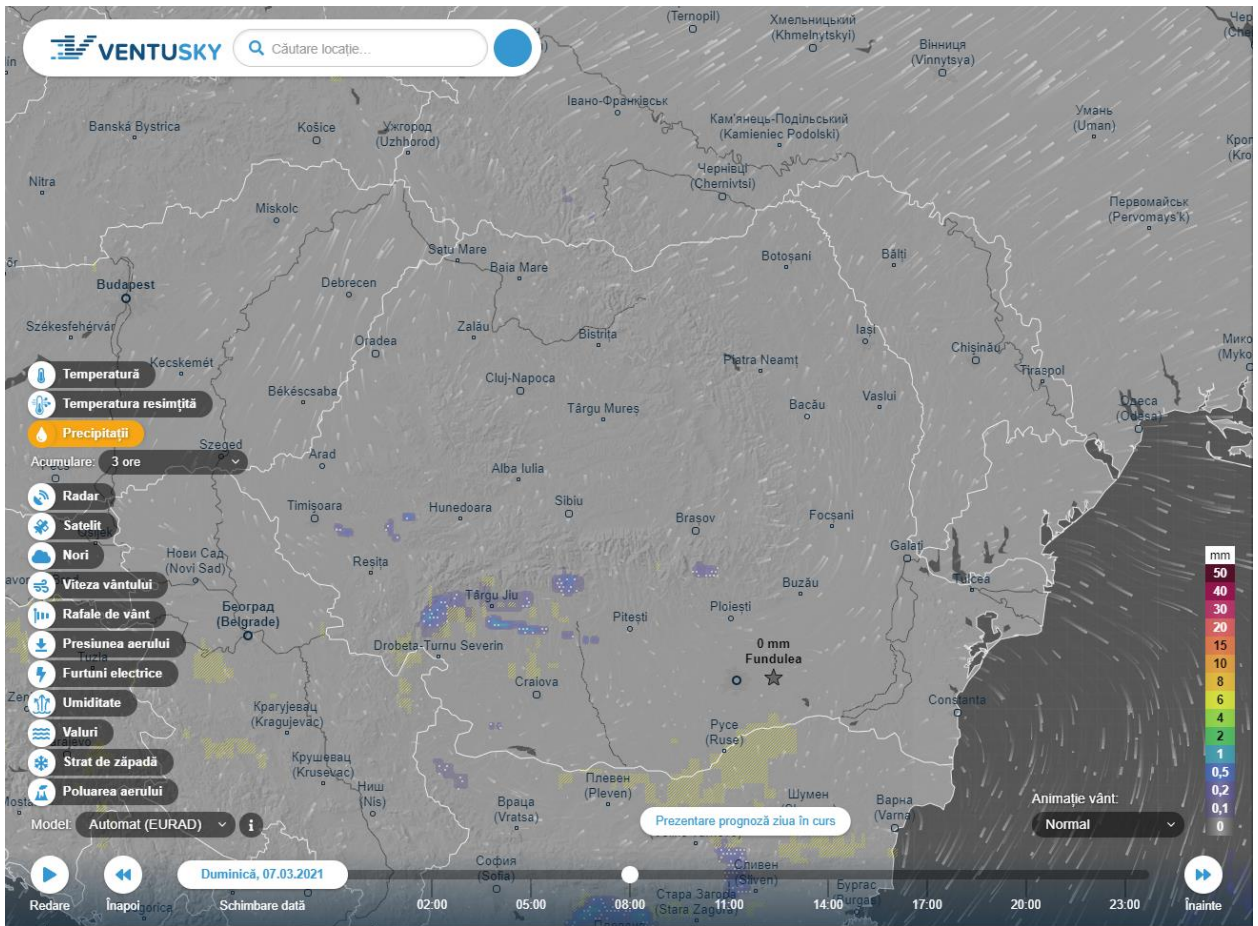 VENTUSKY
Căutare locație...
(Ternopil)
Хмельницький
(Khmelnytskyi)
Вінниця
(Vinnytsya)
Івано-Франківськ
Умань
(Uman)
Banská Bystrica
Košice
Ужгород
(Uzhhorod)
Кам'янець-Подільський
(Kamieniec Podolski)
Чернівці
(Chernivtsi)
Nitra
Miskolc
Первомайськ
(Pervomays'k)
Satu Mare
Baia Mare
Botoșani
Bălți
Budapest
Debrecen
Székesfehérvár
Zalău
Bistrița
Iași
Oradea
Chișinău
Kecskemét
Piatra Neamț
Tiraspol
Temperatură
Cluj-Napoca
Békéscsaba
Vaslui
Temperatura resimțită
Târgu Mureș
Bacău
Одеса
(Odesa)
Precipitații
Szeged
Arad
Acumulare: 3 ore
Alba Iulia
Radar
Timișoara
Hunedoara
Sibiu
Brașov
Focșani
Satelit
Nori
Нови Сад
(Novi Sad)
Reșița
Galați
mm
50
Viteza vântului
Târgu Jiu
Buzău
Tulcea
40
Rafale de vânt
Београд
(Belgrade)
Pitești
Ploiești
30
20
Presiunea aerului
Drobeta-Turnu Severin
0 mm
Fundulea
15
10
Tuzla
Furtuni electrice
Craiova
8
Umiditate
Крагујевац
(Kragujevac)
Constanța
6
Valuri
Русе
(Ruse)
4
2
Strat de zăpadă
Крушевац
(Krusevac)
1
0,5
Poluarea aerului
Ниш
(Nis)
Плевен
(Pleven)
Шумен
0,2
Враца
(Vratsa)
Варна
(Varna)
Animație vânt:
0,1
Model: Automat (EURAD) i
Prezentare prognoză ziua în curs
Normal
0
София
(Sofia)
Сливен
(Sliven)
Duminică, 07.03.2021
Стара Загора
(Stara Zagora)
Бургас
Redare
Înapoi
Schimbare dată
02:00
05:00
08:00
11:00
14:00
17:00
20:00
23:00
Înainte